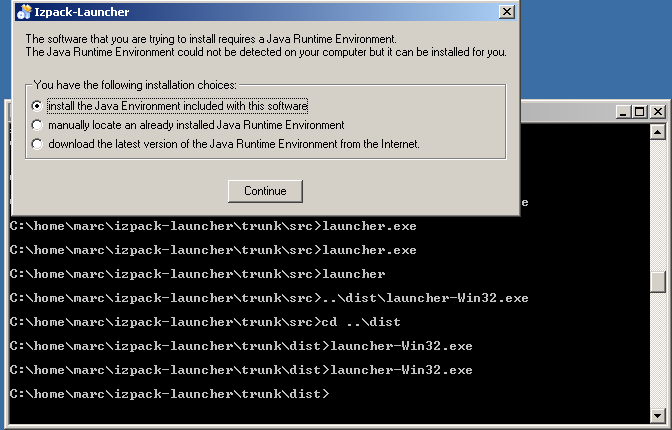 Izpack-Launcher
The software that you are trying to install requires a Java Runtime Environment.
The Java Runtime Environment could not be detected on your computer but it can be installed for you.
You have the following installation choices:
install the Java Environment included with this software
manually locate an already installed Java Runtime Environment
download the latest version of the Java Runtime Environment from the Internet.
Continue
C:\home\marc\izpack-launcher\trunk\src>launcher.exe
C:\home\marc\izpack-launcher\trunk\src>launcher.exe
C:\home\marc\izpack-launcher\trunk\src>launcher
C:\home\marc\izpack-launcher\trunk\src>..\dist\launcher-Win32.exe
C:\home\marc\izpack-launcher\trunk\src>cd ..\dist
C:\home\marc\izpack-launcher\trunk\dist>launcher-Win32.exe
C:\home\marc\izpack-launcher\trunk\dist>launcher-Win32.exe
C:\home\marc\izpack-launcher\trunk\dist>